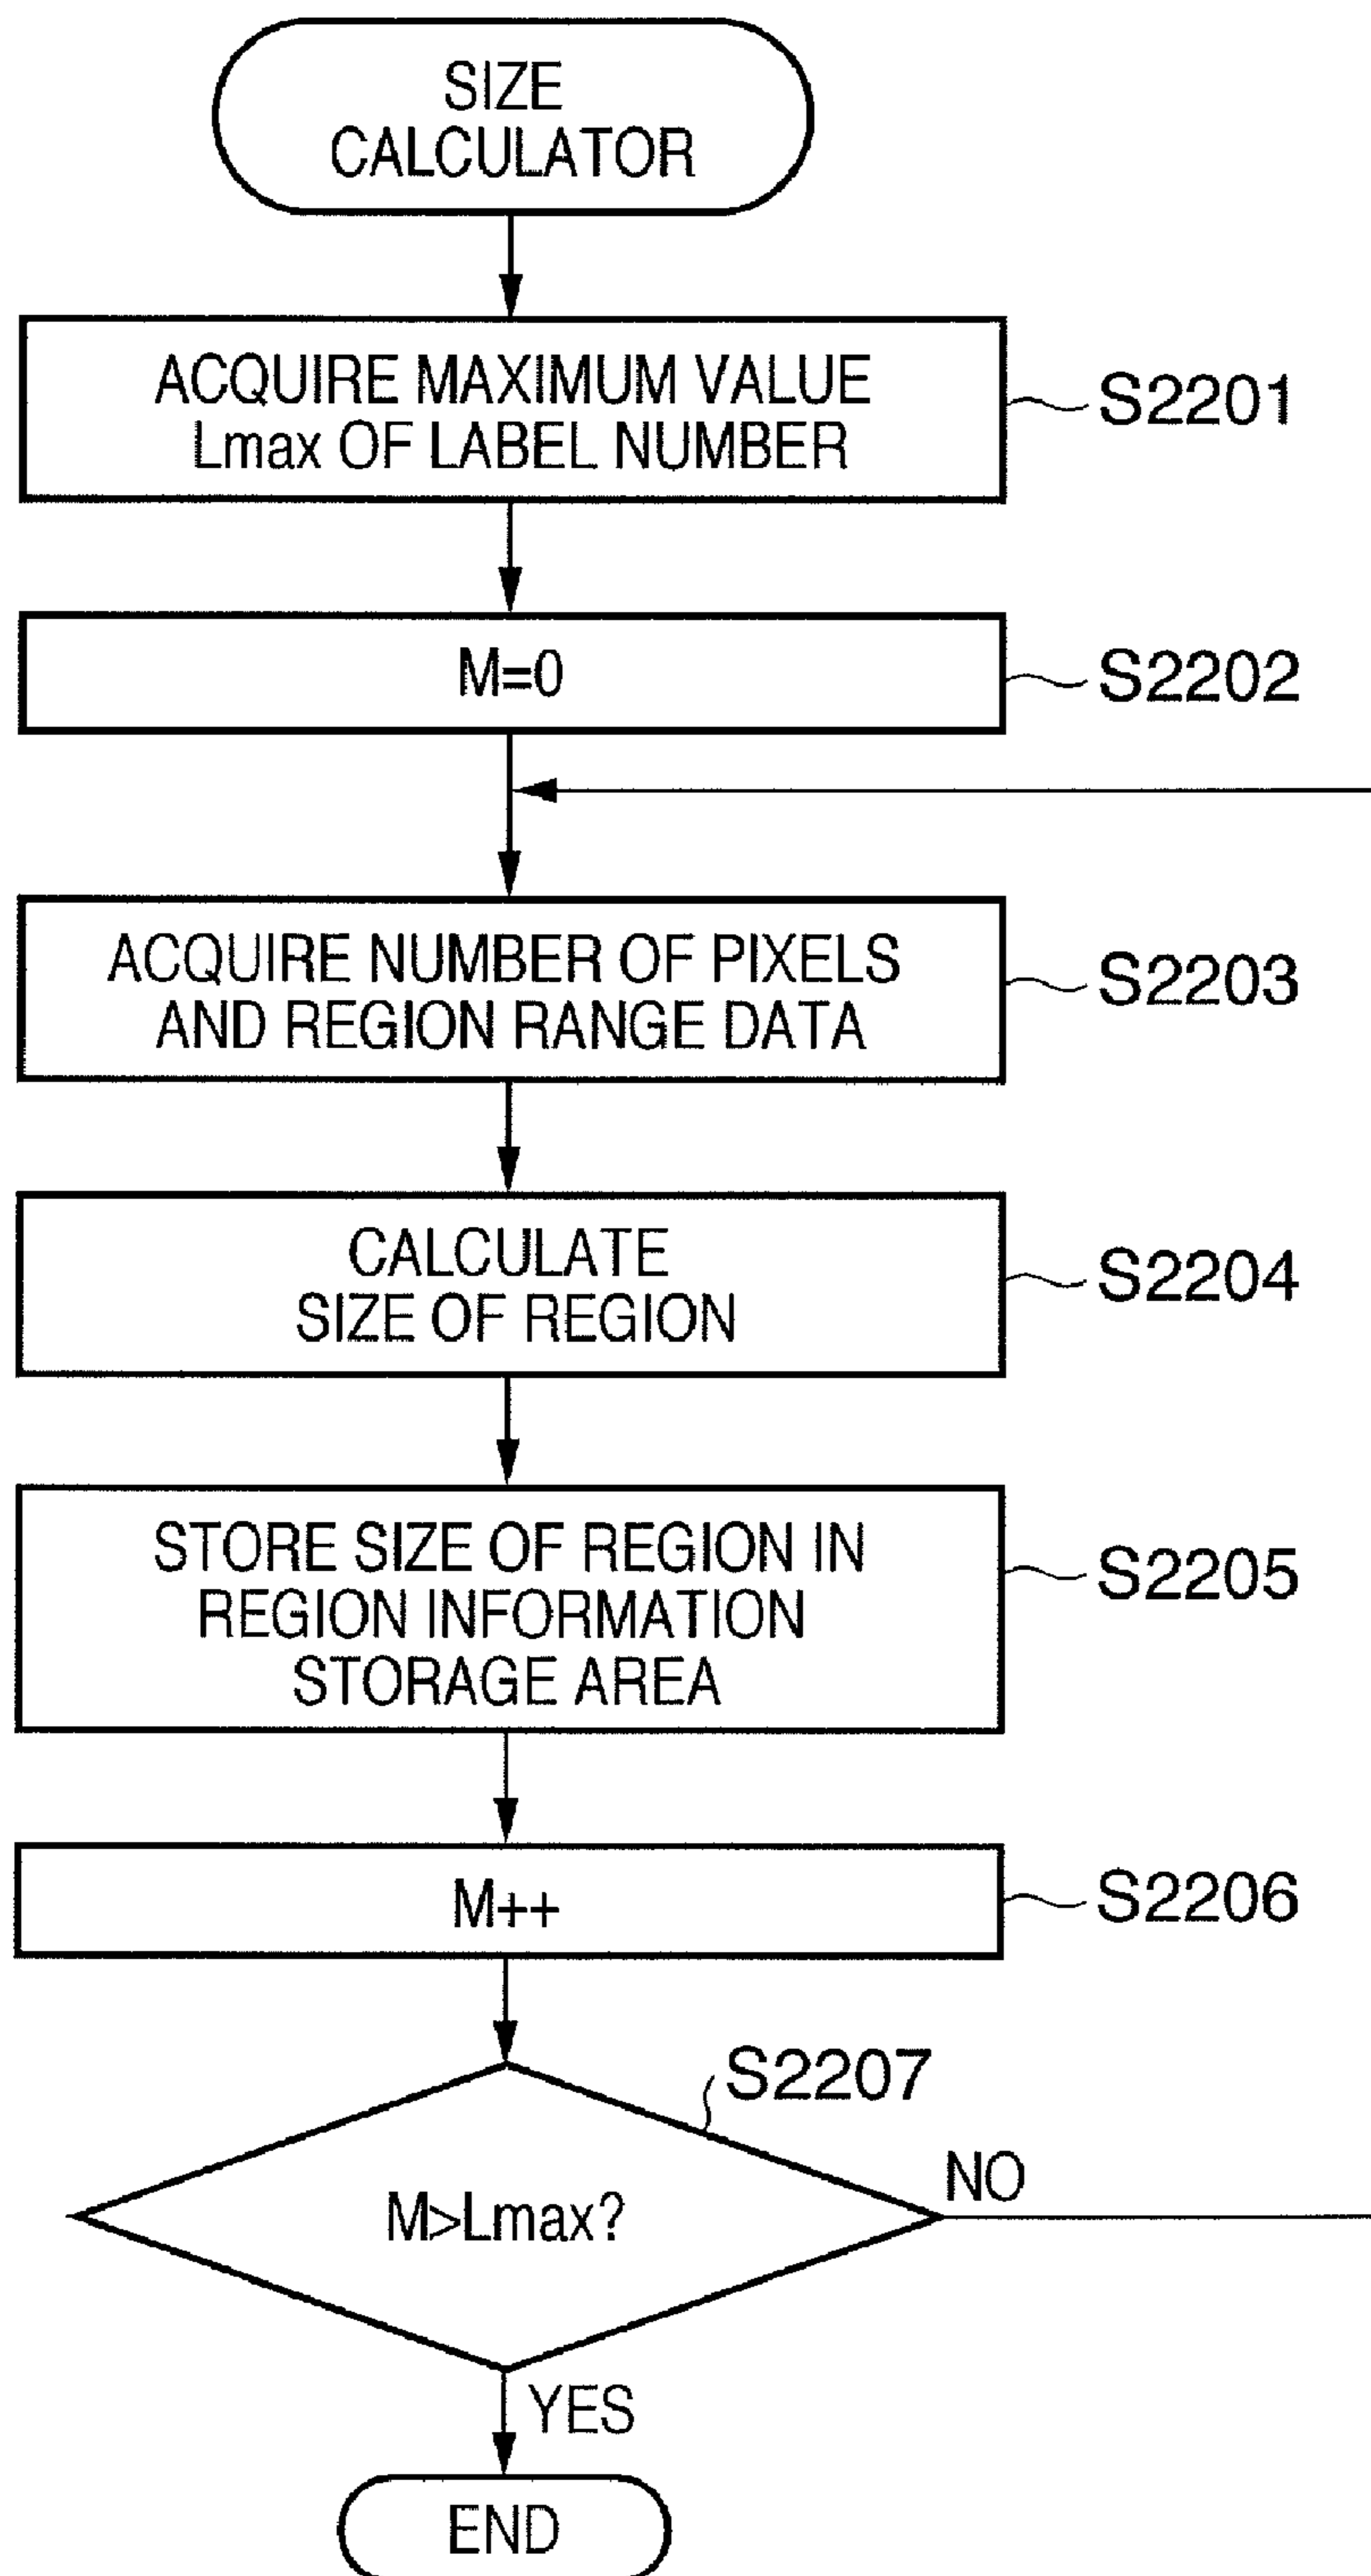 SIZE
CALCULATOR
ACQUIRE MAXIMUM VALUE
Lmax OF LABEL NUMBER
S2201
M=0
S2202
ACQUIRE NUMBER OF PIXELS
AND REGION RANGE DATA
S2203
CALCULATE
SIZE OF REGION
S2204
STORE SIZE OF REGION IN
REGION INFORMATION
STORAGE AREA
S2205
M++
S2206
S2207
M>Lmax?
NO
YES
END